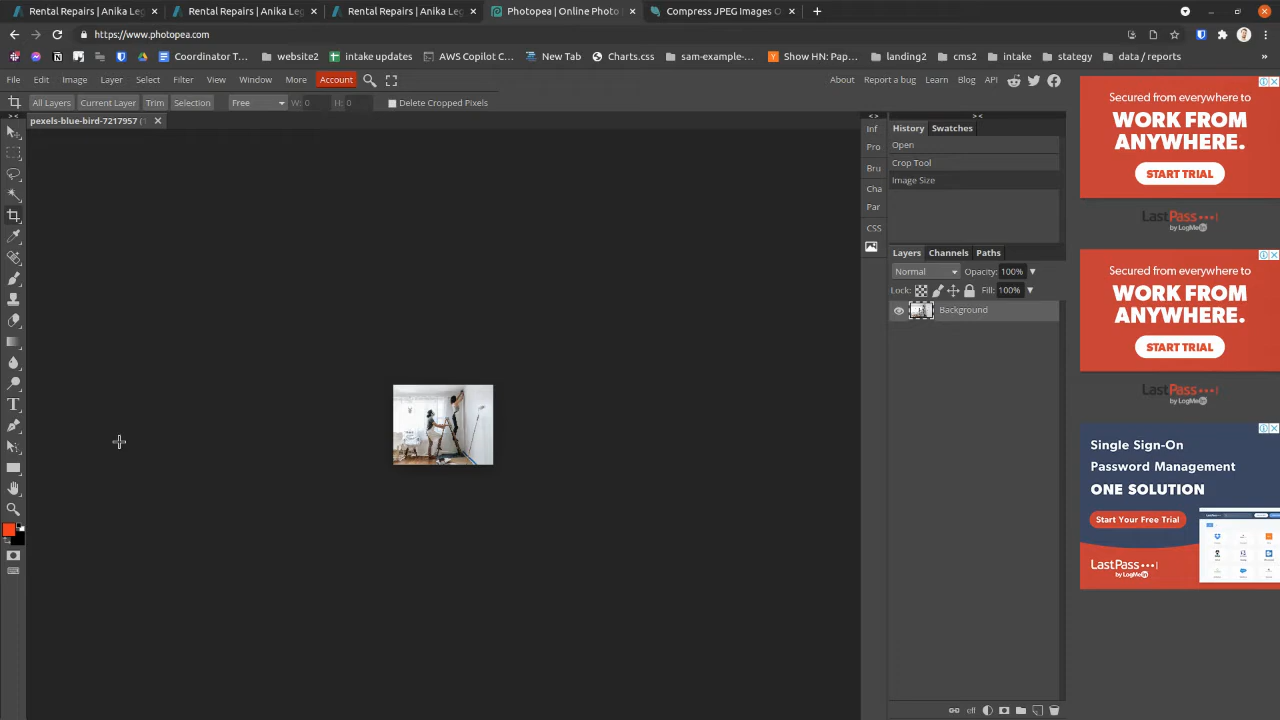 Rental Repairs | Anika Leg
Rental Repairs | Anika Leg
Rental Repairs | Anika Leg
Photopea | Online Photo
Compress JPEG Images O
https://www.photopea.com
Coordinator T...
website2
intake updates
AWS Copilot C...
New Tab
Charts.css
sam-example-...
Show HN: Pap...
landing2
cms2
intake
stategy
data / reports
File Edit Image Layer Select Filter View Window More Account
About Report a bug Learn Blog API
All Layers Current Layer Trim Selection Free W: 0 H: 0 Delete Cropped Pixels
pexels-blue-bird-7217957 (1
Inf
Pro
Bru
Cha
Par
CSS
History Swatches
Open
Crop Tool
Image Size
Layers Channels Paths
Normal Opacity: 100%
Lock: Fill: 100%
Background
eff
Secured from everywhere to
WORK FROM
ANYWHERE.
START TRIAL
LastPass
by LogMeIn
Secured from everywhere to
WORK FROM
ANYWHERE.
START TRIAL
LastPass
by LogMeIn
Single Sign-On
Password Management
ONE SOLUTION
Start Your Free Trial
LastPass
by LogMeIn